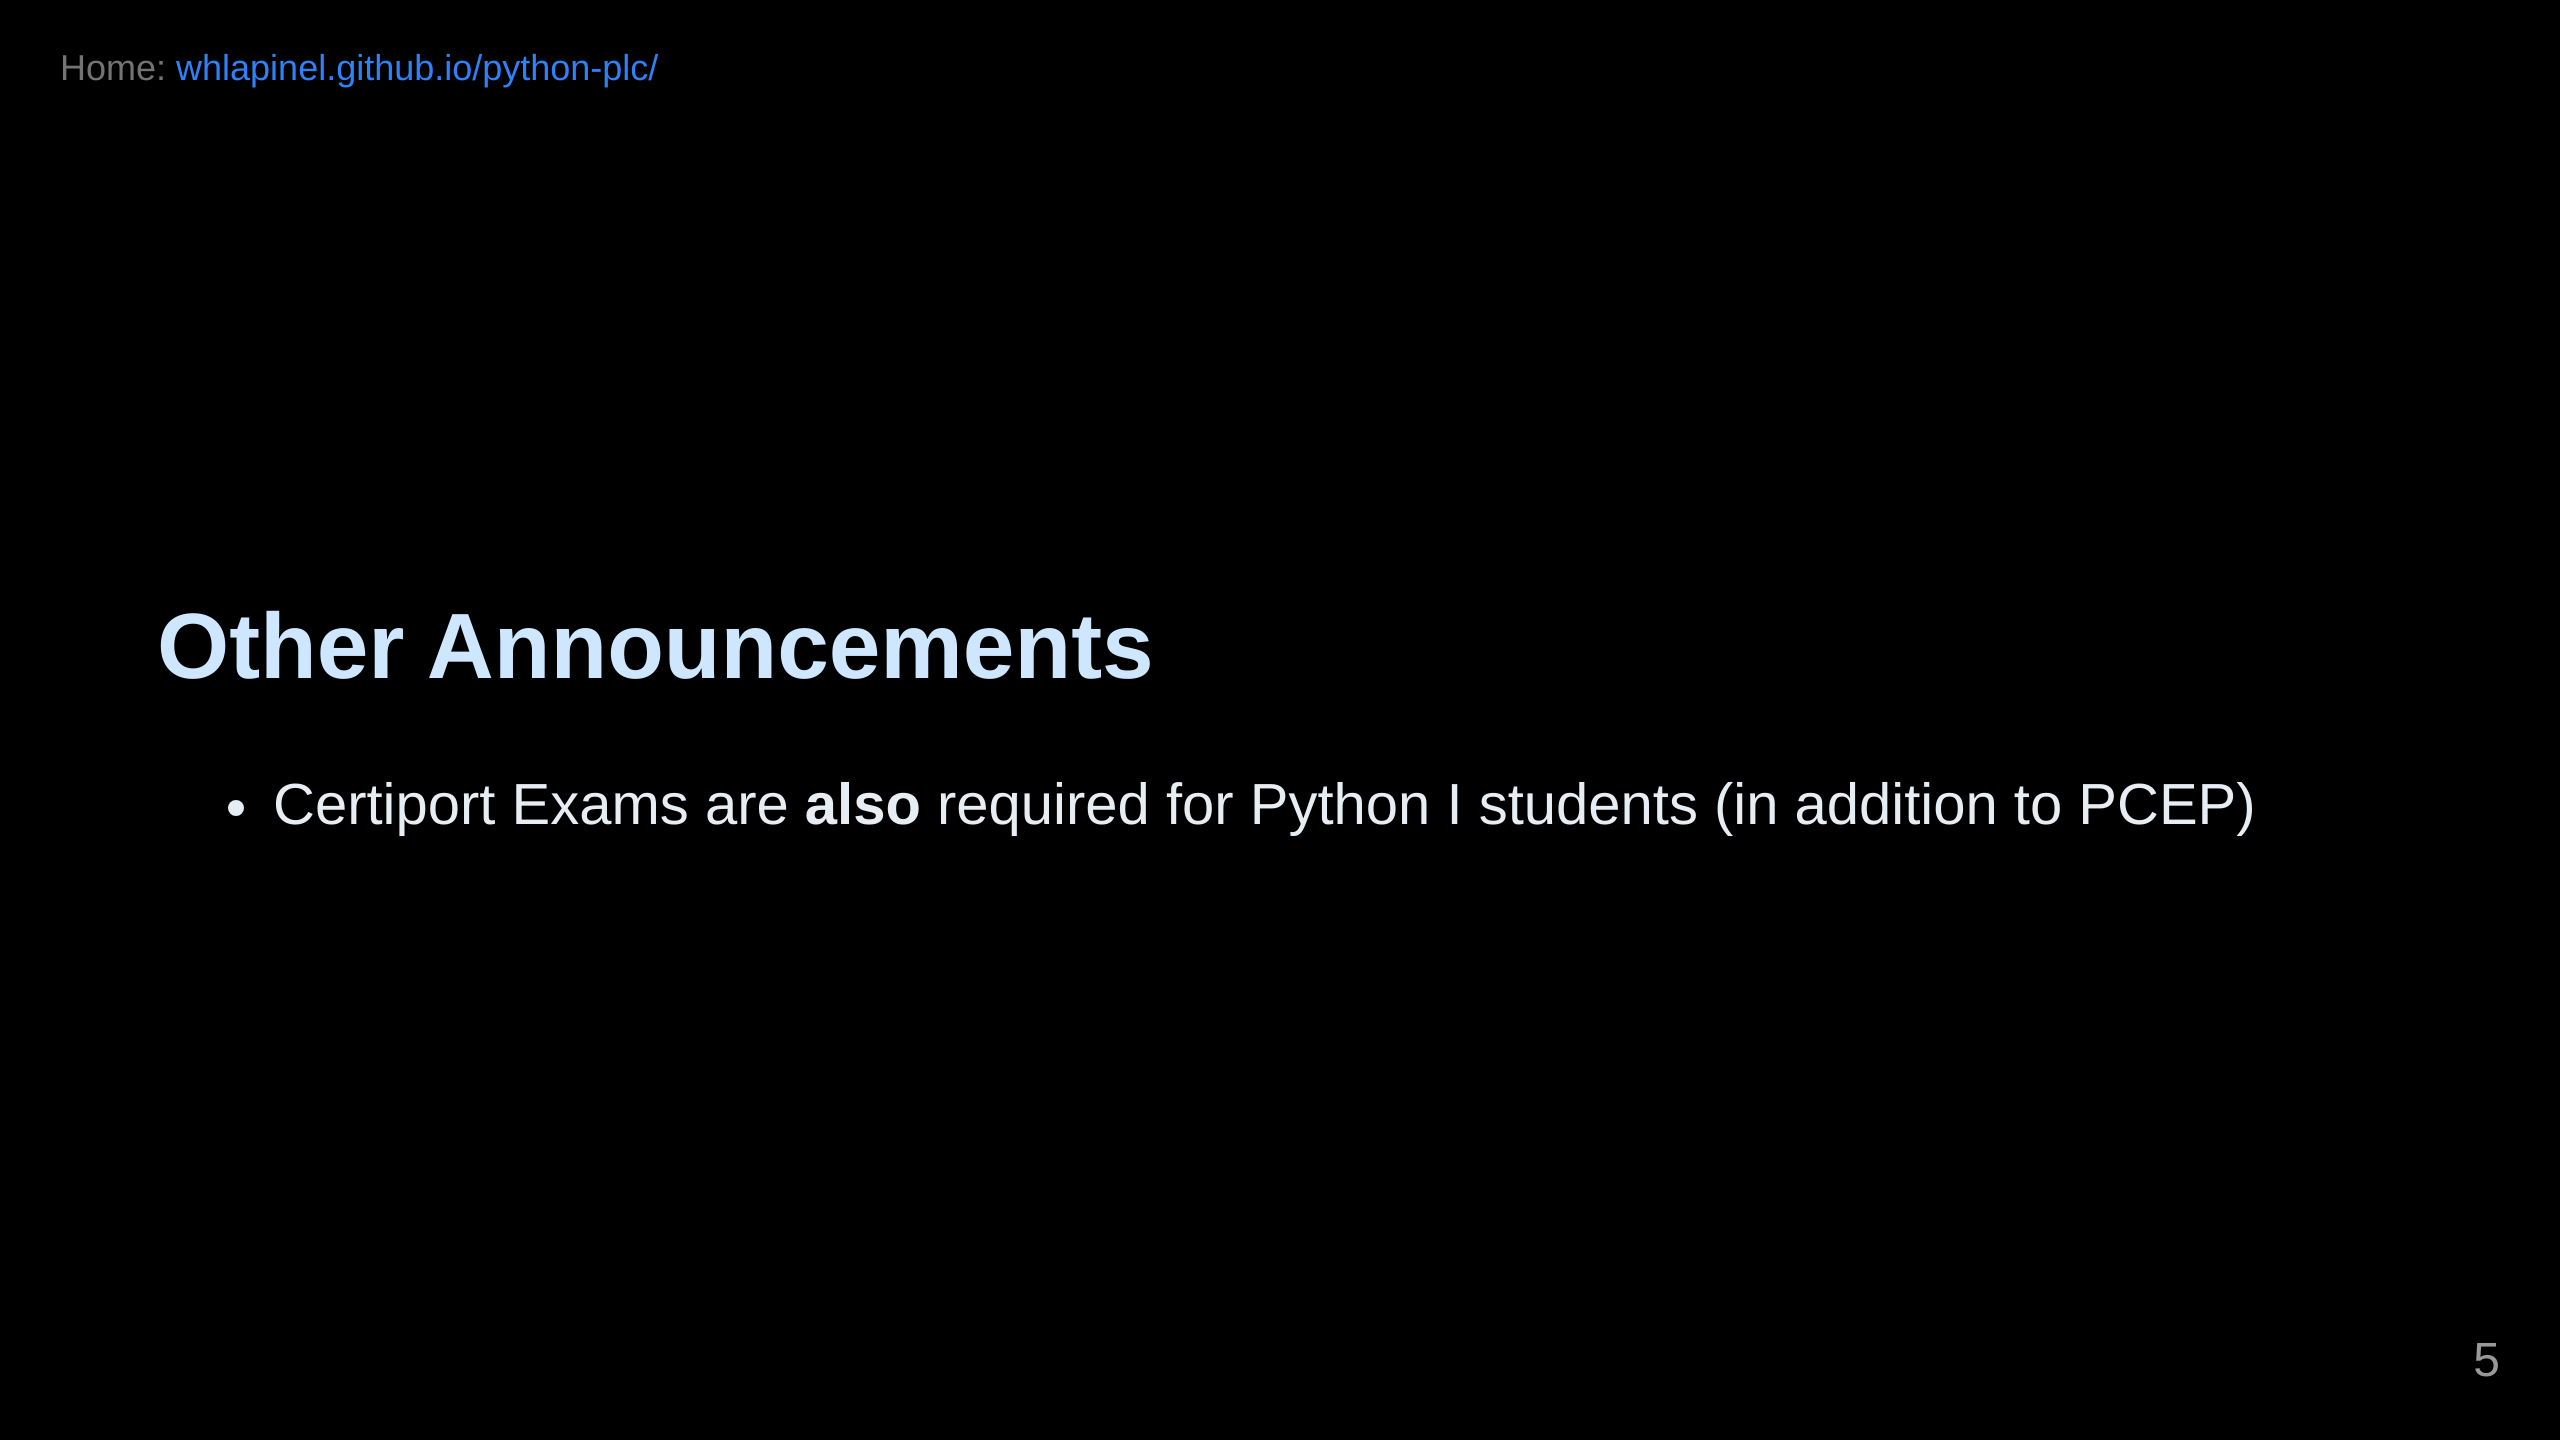 Home: whlapinel.github.io/python-plc/
Other Announcements
• Certiport Exams are also required for Python I students (in addition to PCEP)
5